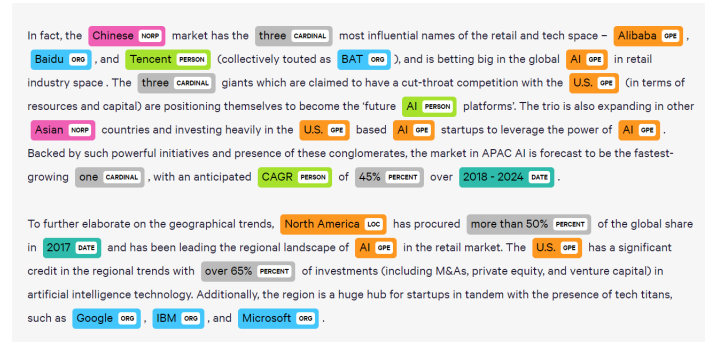 In fact, the Chinese NORP market has the three CARDINAL most influential names of the retail and tech space – Alibaba GPE ,
Baidu ORG , and Tencent PERSON (collectively touted as BAT ORG ), and is betting big in the global AI GPE in retail
industry space . The three CARDINAL giants which are claimed to have a cut-throat competition with the U.S. GPE (in terms of
resources and capital) are positioning themselves to become the ‘future AI PERSON platforms’. The trio is also expanding in other
Asian NORP countries and investing heavily in the U.S. GPE based AI GPE startups to leverage the power of AI GPE .
Backed by such powerful initiatives and presence of these conglomerates, the market in APAC AI is forecast to be the fastest-
growing one CARDINAL , with an anticipated CAGR PERSON of 45% PERCENT over 2018 - 2024 DATE .
To further elaborate on the geographical trends, North America LOC has procured more than 50% PERCENT of the global share
in 2017 DATE and has been leading the regional landscape of AI GPE in the retail market. The U.S. GPE has a significant
credit in the regional trends with over 65% PERCENT of investments (including M&As, private equity, and venture capital) in
artificial intelligence technology. Additionally, the region is a huge hub for startups in tandem with the presence of tech titans,
such as Google ORG , IBM ORG , and Microsoft ORG .